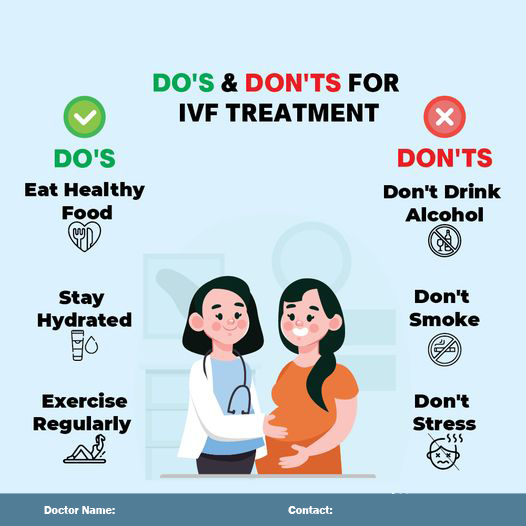 DO'S & DON'TS FOR
IVF TREATMENT
DO'S
Eat Healthy
Food
Stay
Hydrated
Exercise
Regularly
DON'TS
Don't Drink
Alcohol
Don't
Smoke
Don't
Stress
Doctor Name:
Contact: